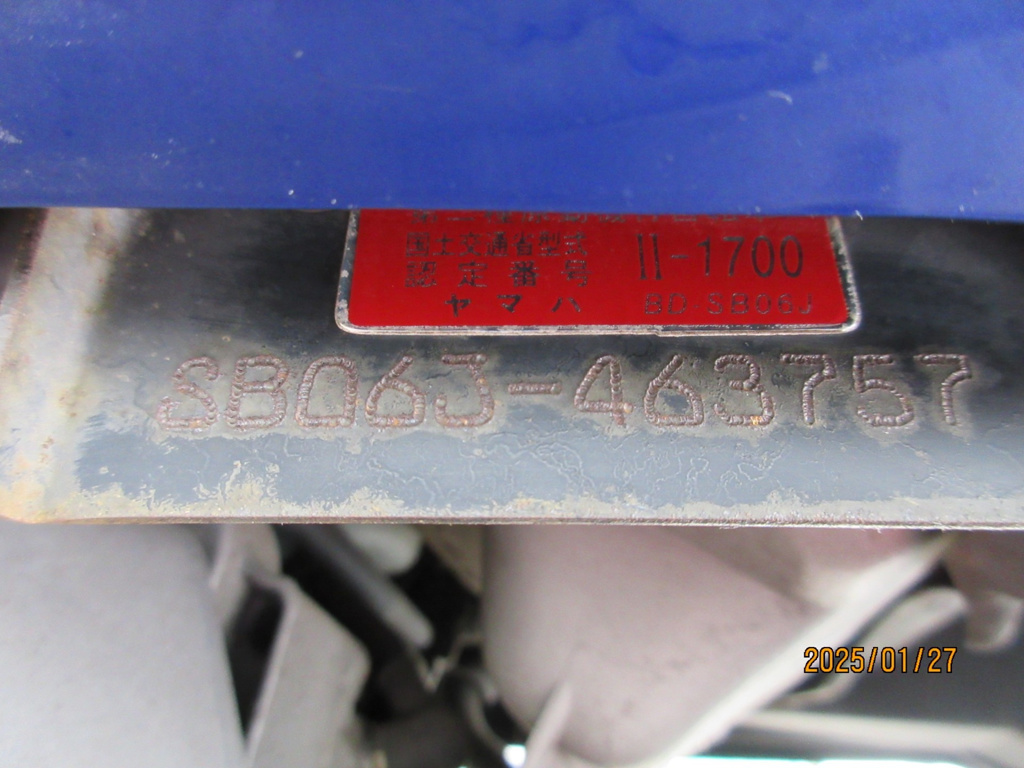 国土交通省型式
認定番号 II-1700
ヤマハ BD-SB06J
SB06J-463757
2025/01/27